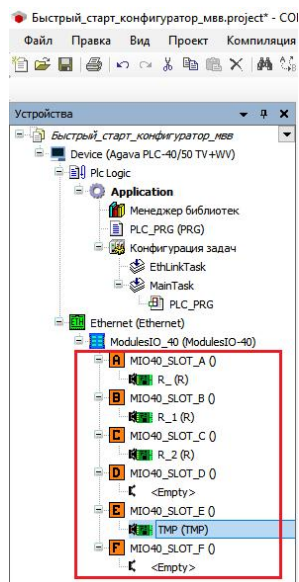 Быстрый_старт_конфигуратор_мвв.project* - COI
Файл Правка Вид Проект Компиляция
Устройства
Быстрый_старт_конфигуратор_мвв
Device (Agava PLC-40/50 TV+WV)
Plc Logic
Application
Менеджер библиотек
PLC_PRG (PRG)
Конфигурация задач
EthLinkTask
MainTask
PLC_PRG
Ethernet (Ethernet)
ModulesIO_40 (ModulesIO-40)
A MIO40_SLOT_A ()
R_ (R)
B MIO40_SLOT_B ()
R_1 (R)
C MIO40_SLOT_C ()
R_2 (R)
D MIO40_SLOT_D ()
<Empty>
E MIO40_SLOT_E ()
TMP (TMP)
F MIO40_SLOT_F ()
<Empty>